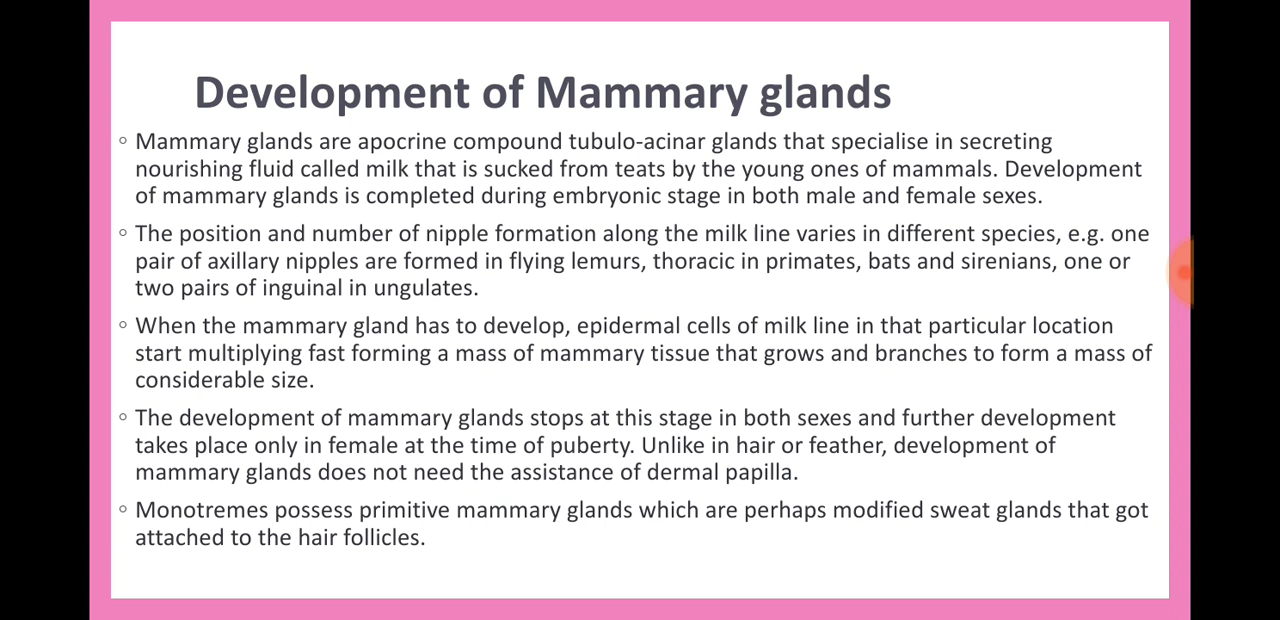 Development of Mammary glands
◦ Mammary glands are apocrine compound tubulo-acinar glands that specialise in secreting
nourishing fluid called milk that is sucked from teats by the young ones of mammals. Development
of mammary glands is completed during embryonic stage in both male and female sexes.
◦ The position and number of nipple formation along the milk line varies in different species, e.g. one
pair of axillary nipples are formed in flying lemurs, thoracic in primates, bats and sirenians, one or
two pairs of inguinal in ungulates.
◦ When the mammary gland has to develop, epidermal cells of milk line in that particular location
start multiplying fast forming a mass of mammary tissue that grows and branches to form a mass of
considerable size.
◦ The development of mammary glands stops at this stage in both sexes and further development
takes place only in female at the time of puberty. Unlike in hair or feather, development of
mammary glands does not need the assistance of dermal papilla.
◦ Monotremes possess primitive mammary glands which are perhaps modified sweat glands that got
attached to the hair follicles.